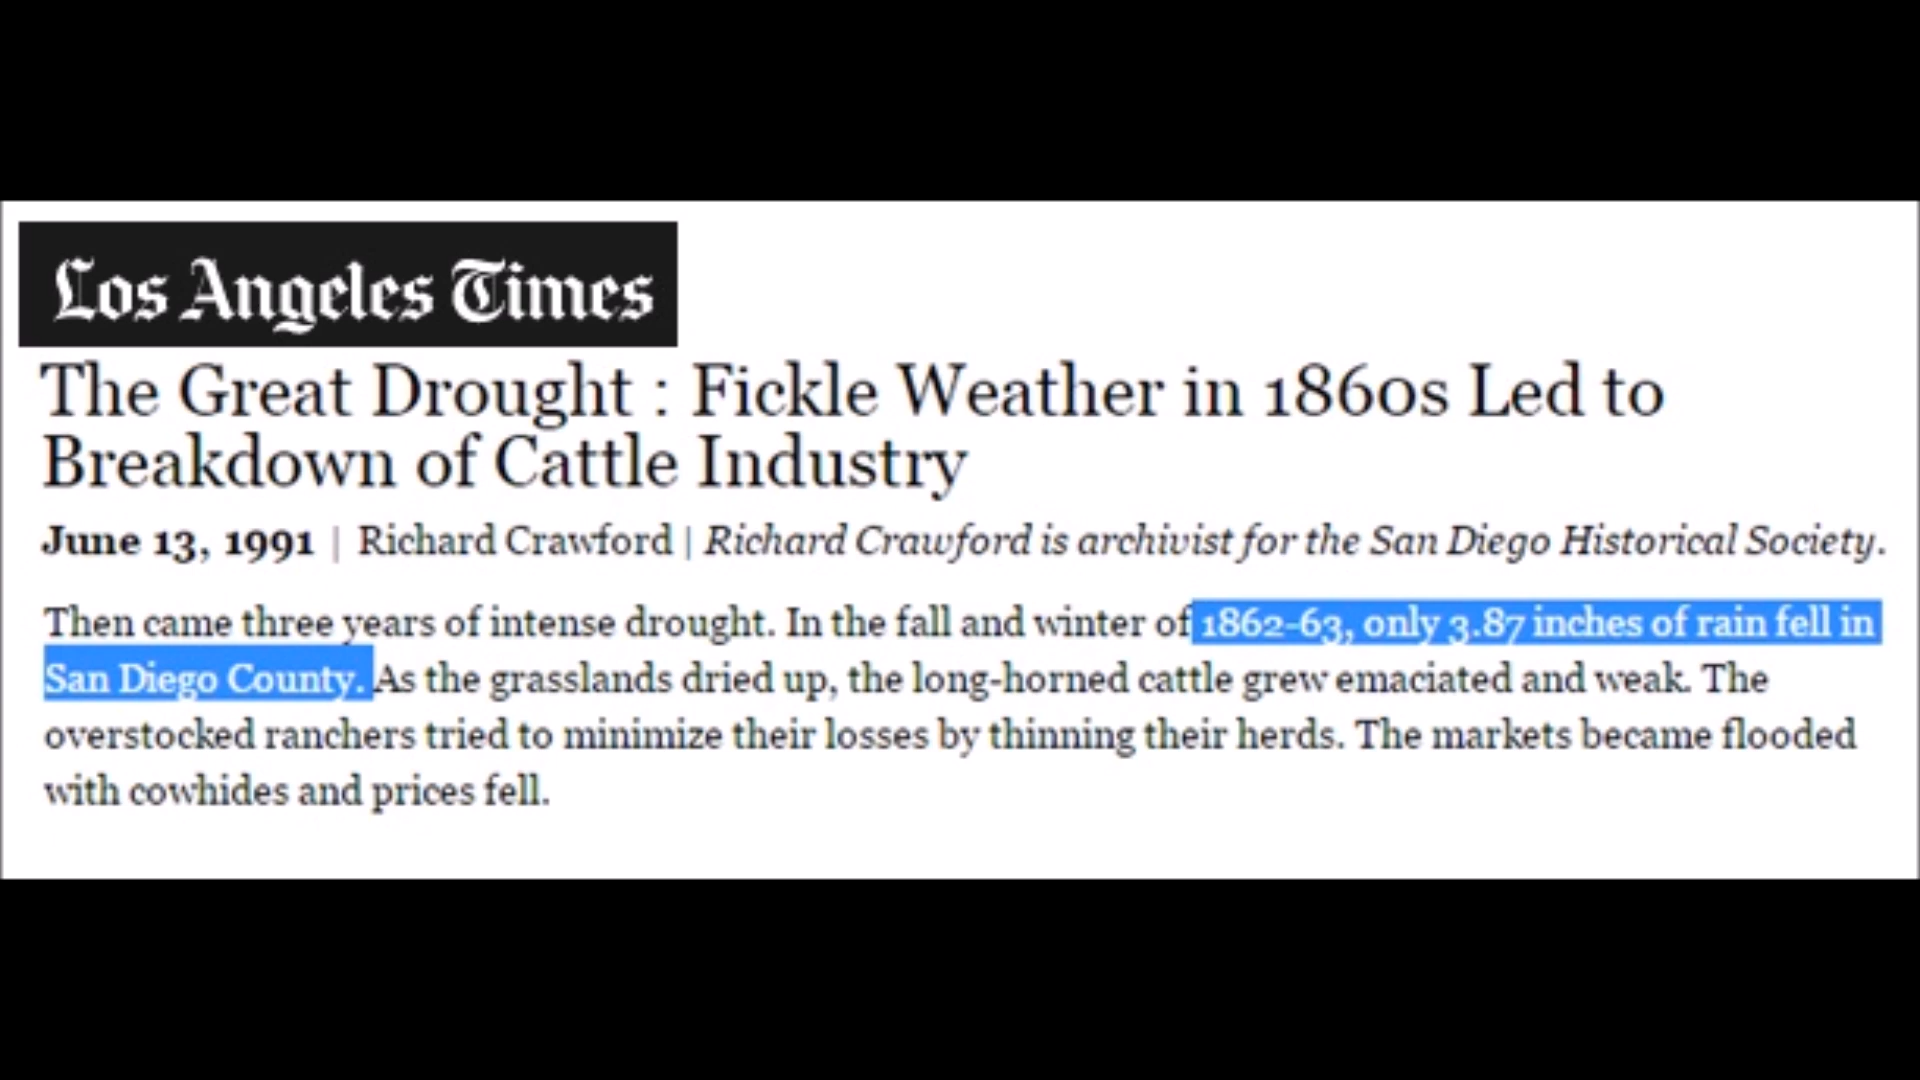 Los Angeles Times
The Great Drought : Fickle Weather in 1860s Led to
Breakdown of Cattle Industry
June 13, 1991 | Richard Crawford | Richard Crawford is archivist for the San Diego Historical Society.
Then came three years of intense drought. In the fall and winter of 1862-63, only 3.87 inches of rain fell in
San Diego County. As the grasslands dried up, the long-horned cattle grew emaciated and weak. The
overstocked ranchers tried to minimize their losses by thinning their herds. The markets became flooded
with cowhides and prices fell.